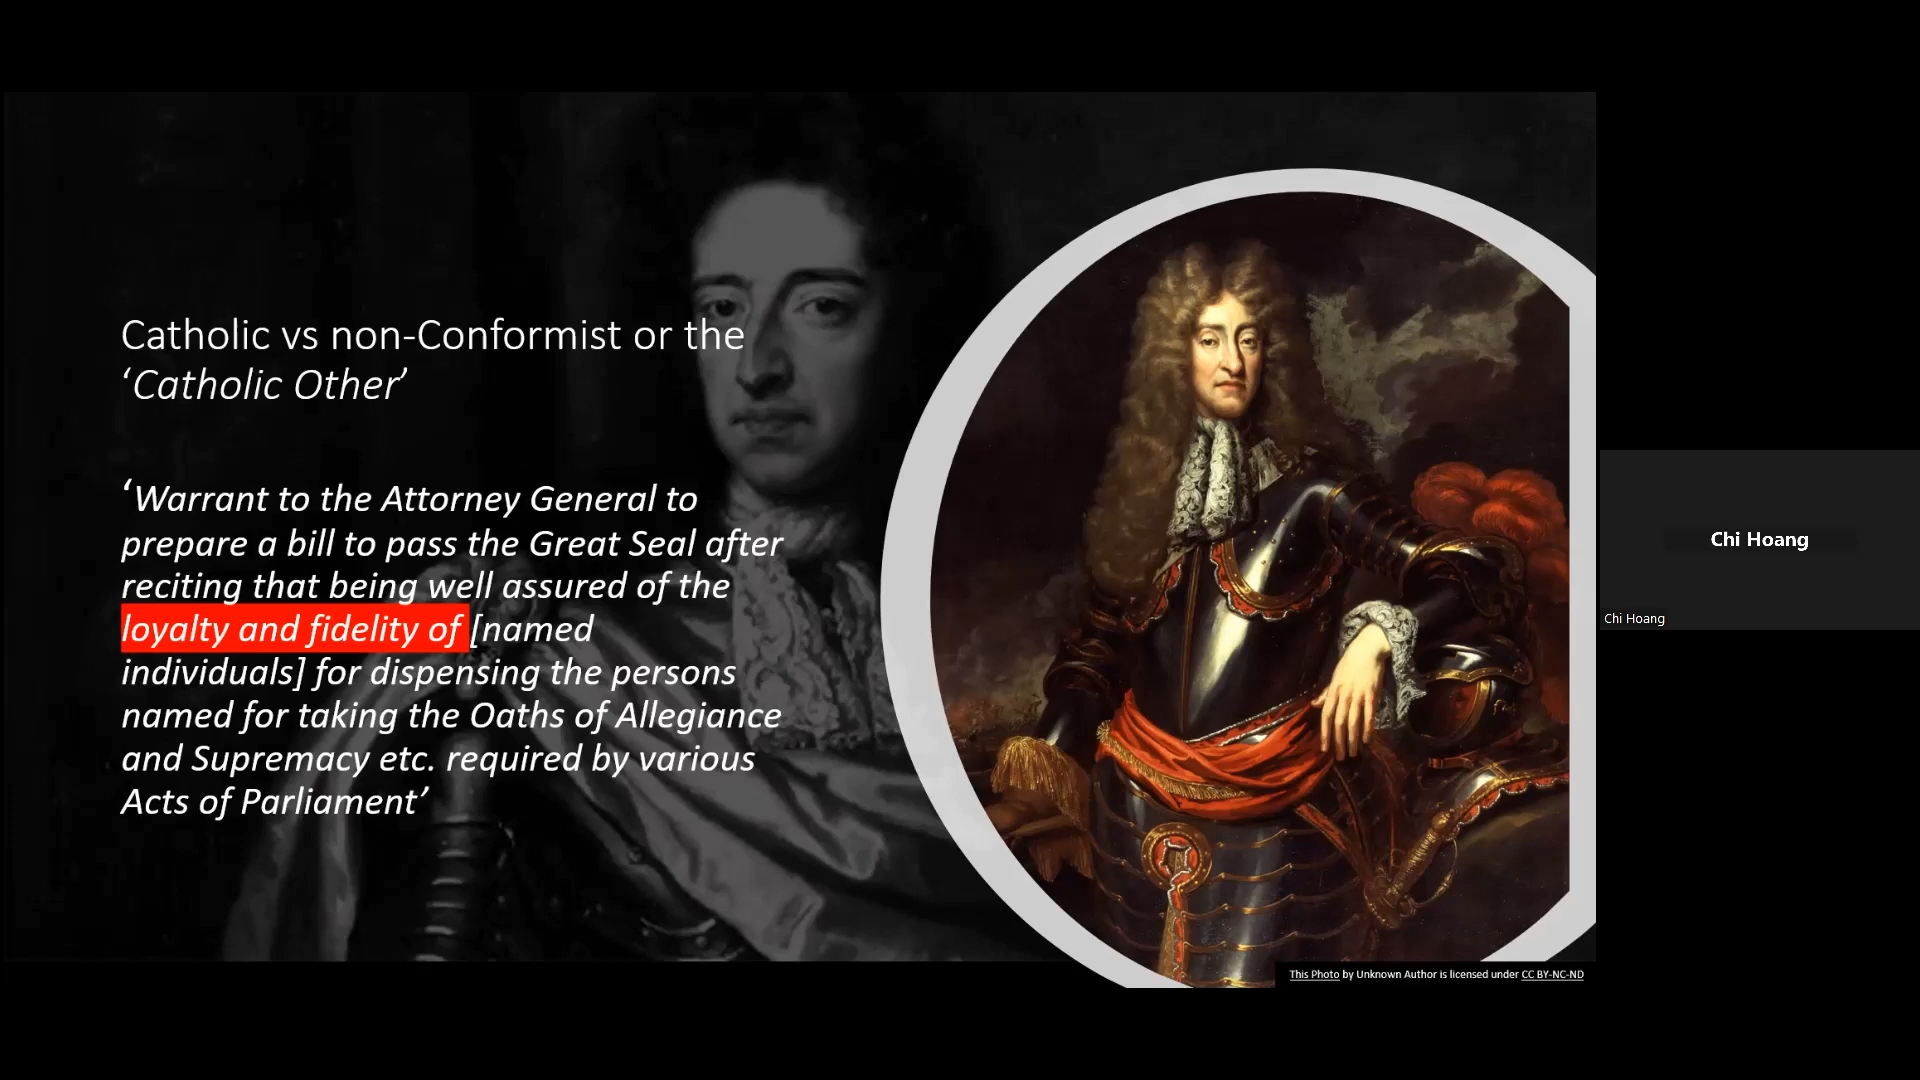 Catholic vs non-Conformist or the
‘Catholic Other’
‘Warrant to the Attorney General to
prepare a bill to pass the Great Seal after
reciting that being well assured of the
loyalty and fidelity of [named
individuals] for dispensing the persons
named for taking the Oaths of Allegiance
and Supremacy etc. required by various
Acts of Parliament’
This Photo by Unknown Author is licensed under CC BY-NC-ND
Chi Hoang
Chi Hoang